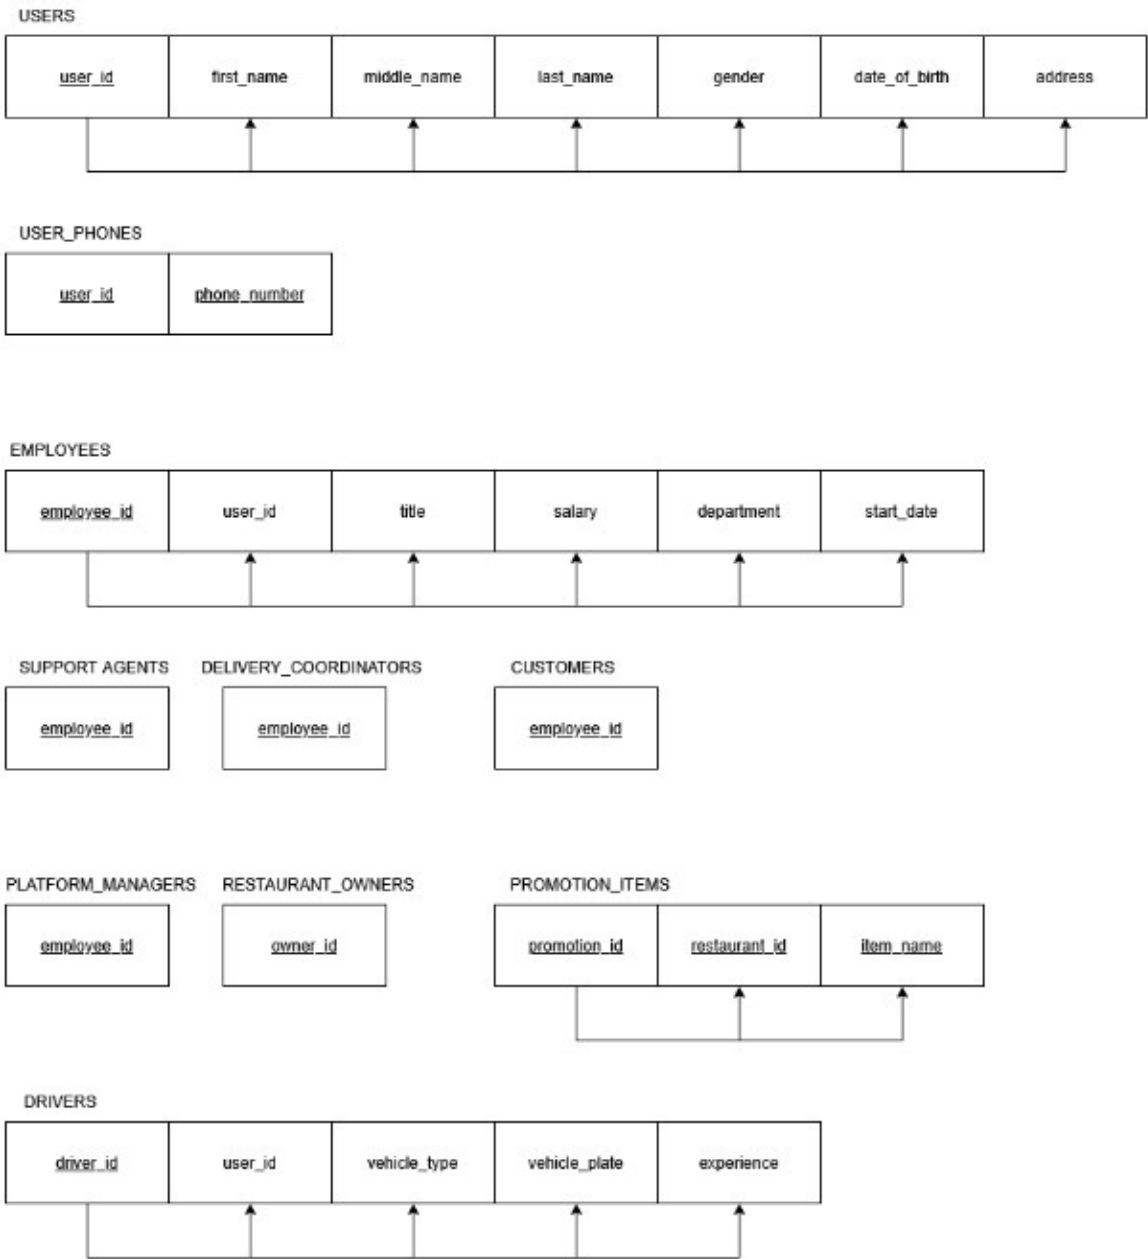 USERS
user_id first_name middle_name last_name gender date_of_birth address
USER_PHONES
user_id phone_number
EMPLOYEES
employee_id user_id title salary department start_date
SUPPORT AGENTS DELIVERY_COORDINATORS CUSTOMERS
employee_id employee_id employee_id
PLATFORM_MANAGERS RESTAURANT_OWNERS PROMOTION_ITEMS
employee_id owner_id promotion_id restaurant_id item_name
DRIVERS
driver_id user_id vehicle_type vehicle_plate experience